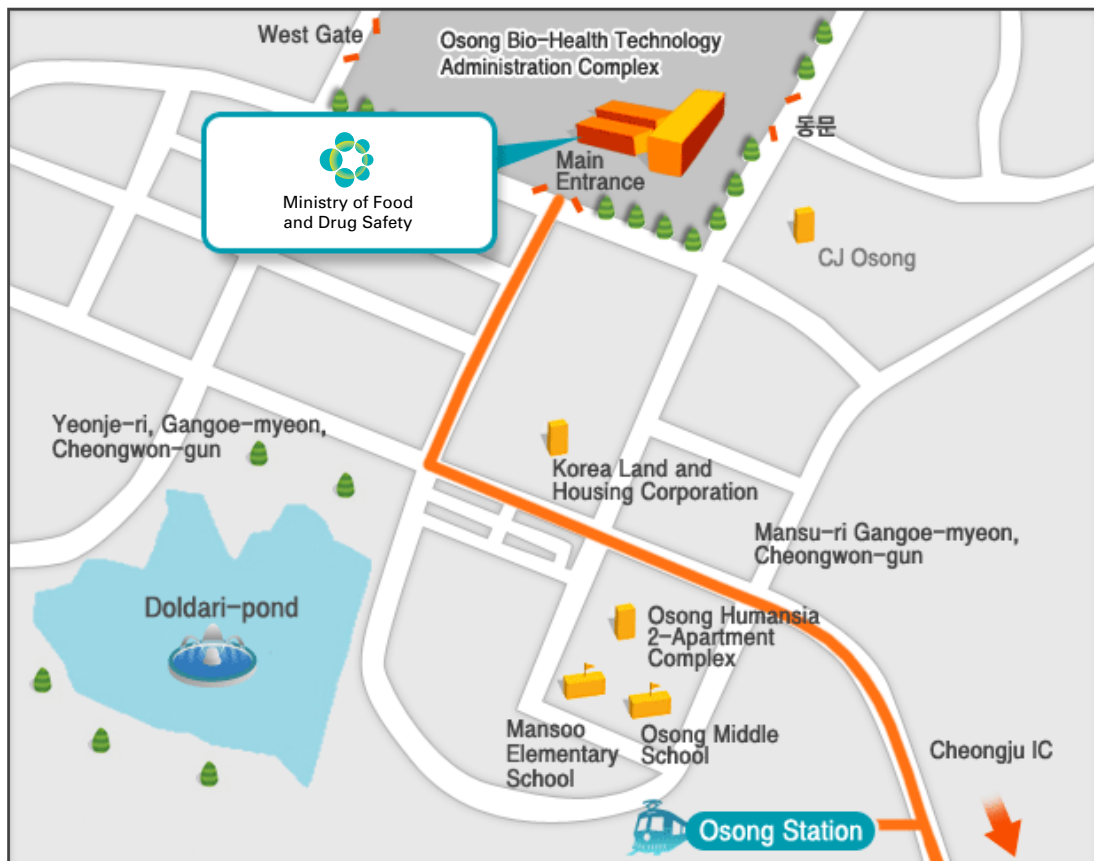 West Gate
Osong Bio-Health Technology
Administration Complex
동문
Ministry of Food
and Drug Safety
Main
Entrance
CJ Osong
Yeonje-ri, Gangoe-myeon,
Cheongwon-gun
Korea Land and
Housing Corporation
Mansu-ri Gangoe-myeon,
Cheongwon-gun
Doldari-pond
Osong Humansia
2-Apartment
Complex
Mansoo
Elementary
School
Osong Middle
School
Cheongju IC
Osong Station